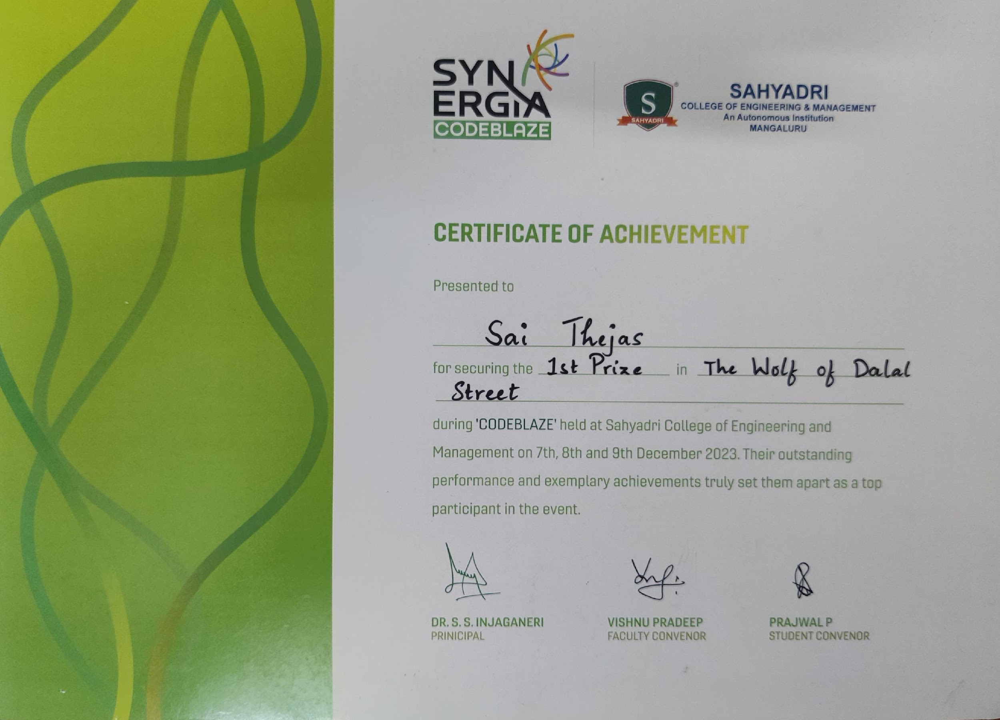 SYN
ERGIA
CODEBLAZE
S
SAHYADRI
®
SAHYADRI
COLLEGE OF ENGINEERING & MANAGEMENT
An Autonomous Institution
MANGALURU
CERTIFICATE OF ACHIEVEMENT
Presented to
Sai Thejas
for securing the 1st Prize in The Wolf of Dalal
Street
during 'CODEBLAZE' held at Sahyadri College of Engineering and
Management on 7th, 8th and 9th December 2023. Their outstanding
performance and exemplary achievements truly set them apart as a top
participant in the event.
DR. S. S. INJAGANERI
PRINICIPAL
VISHNU PRADEEP
FACULTY CONVENOR
PRAJWAL P
STUDENT CONVENOR